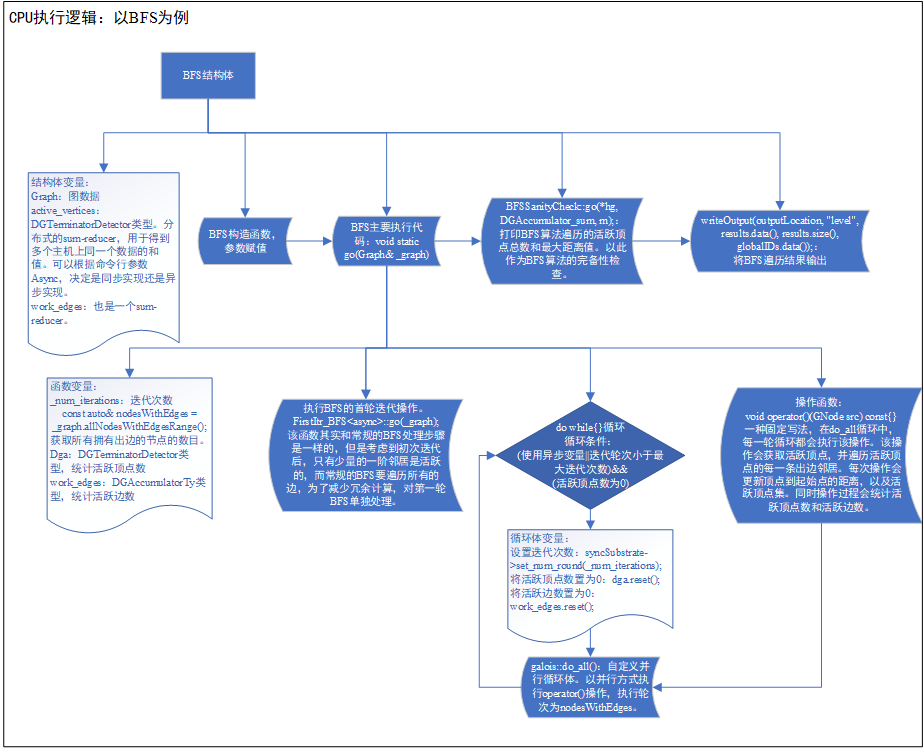 CPU执行逻辑：以BFS为例
BFS结构体
结构体变量：
Graph：图数据
active_vertices：
DGTerminatorDetector类型。分
布式的sum-reducer，用于得到
多个主机上同一个数据的和
值。可以根据命令行参数
Async，决定是同步实现还是异
步实现。
work_edges：也是一个sum-
reducer。
BFS构造函数，
参数赋值
BFS主要执行代
码：void static
go(Graph& _graph)
BFSSanityCheck::go(*hg,
DGAccumulator_sum, m);：
打印BFS算法遍历的活跃顶
点总数和最大距离值。以此
作为BFS算法的完备性检
查。
writeOutput(outputLocation, "level",
results.data(), results.size(),
globalIDs.data());：
将BFS遍历结果输出
函数变量：
_num_iterations：迭代次数
const auto& nodesWithEdges =
_graph.allNodesWithEdgesRange();
获取所有拥有出边的节点的数目。
Dga：DGTerminatorDetector类
型，统计活跃顶点数
work_edges：DGAccumulatorTy类
型，统计活跃边数
执行BFS的首轮迭代操作。
FirstItr_BFS<async>::go(_graph);
该函数其实和常规的BFS处理步骤
是一样的，但是考虑到初次迭代
后，只有少量的一阶邻居是活跃
的，而常规的BFS要遍历所有的
边，为了减少冗余计算，对第一轮
BFS单独处理。
do while{}循环
循环条件：
(使用异步变量||迭代轮次小于最
大迭代次数)&&
(活跃顶点数为0)
操作函数：
void operator()(GNode src) const{}
一种固定写法，在do_all循环中，
每一轮循环都会执行该操作。该操
作会获取活跃顶点，并遍历活跃顶
点的每一条出边邻居。每次操作会
更新顶点到起始点的距离，以及活
跃顶点集。同时操作过程会统计活
跃顶点数和活跃边数。
循环体变量：
设置迭代次数：syncSubstrate-
>set_num_round(_num_iterations);
将活跃顶点数置为0：dga.reset();
将活跃边数置为0：
work_edges.reset();
galois::do_all()：自定义并
行循环体。以并行方式执
行operator()操作，执行轮
次为nodesWithEdges。